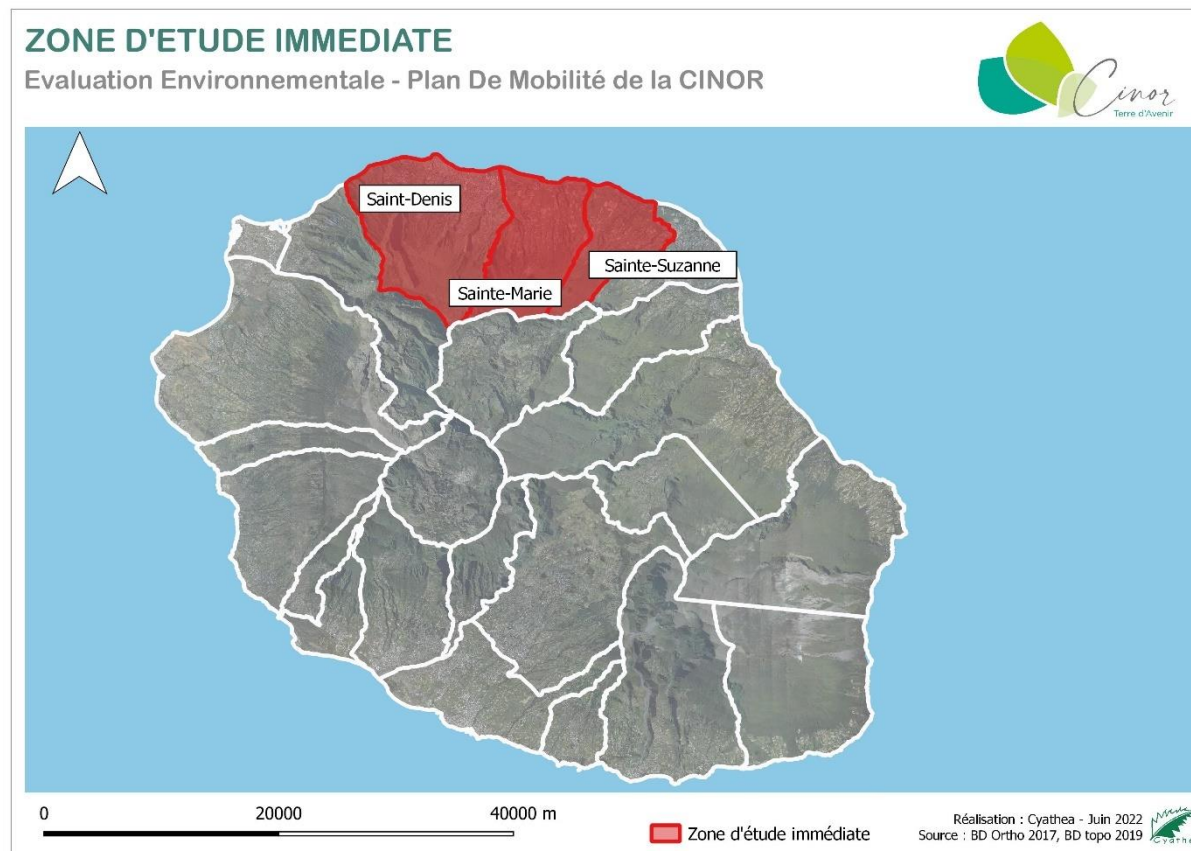 ZONE D'ETUDE IMMEDIATE
Evaluation Environnementale - Plan De Mobilité de la CINOR
Cinor
Terre d'Avenir
Saint-Denis
Sainte-Suzanne
Sainte-Marie
0 20000 40000 m
Zone d'étude immédiate
Réalisation : Cyathea - Juin 2022
Source : BD Ortho 2017, BD topo 2019
Cyathea